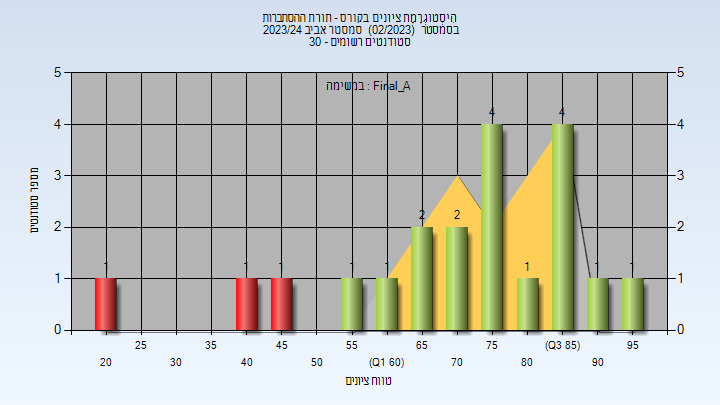 היסטוגרמת ציונים בקורס - תורת ההסתברות
בסמסטר (02/2023) סמסטר אביב 2023/24
סטודנטים רשומים - 30
במשימה : Final_A
5 5
4 4
3 3
2 2
1 1
0 0
מספר סטודנטים
1 1 1 1 1 2 2 4 1 4 1 1
25 35 45 55 65 75 (Q3 85) 95
20 30 40 50 (Q1 60) 70 80 90
טווח ציונים